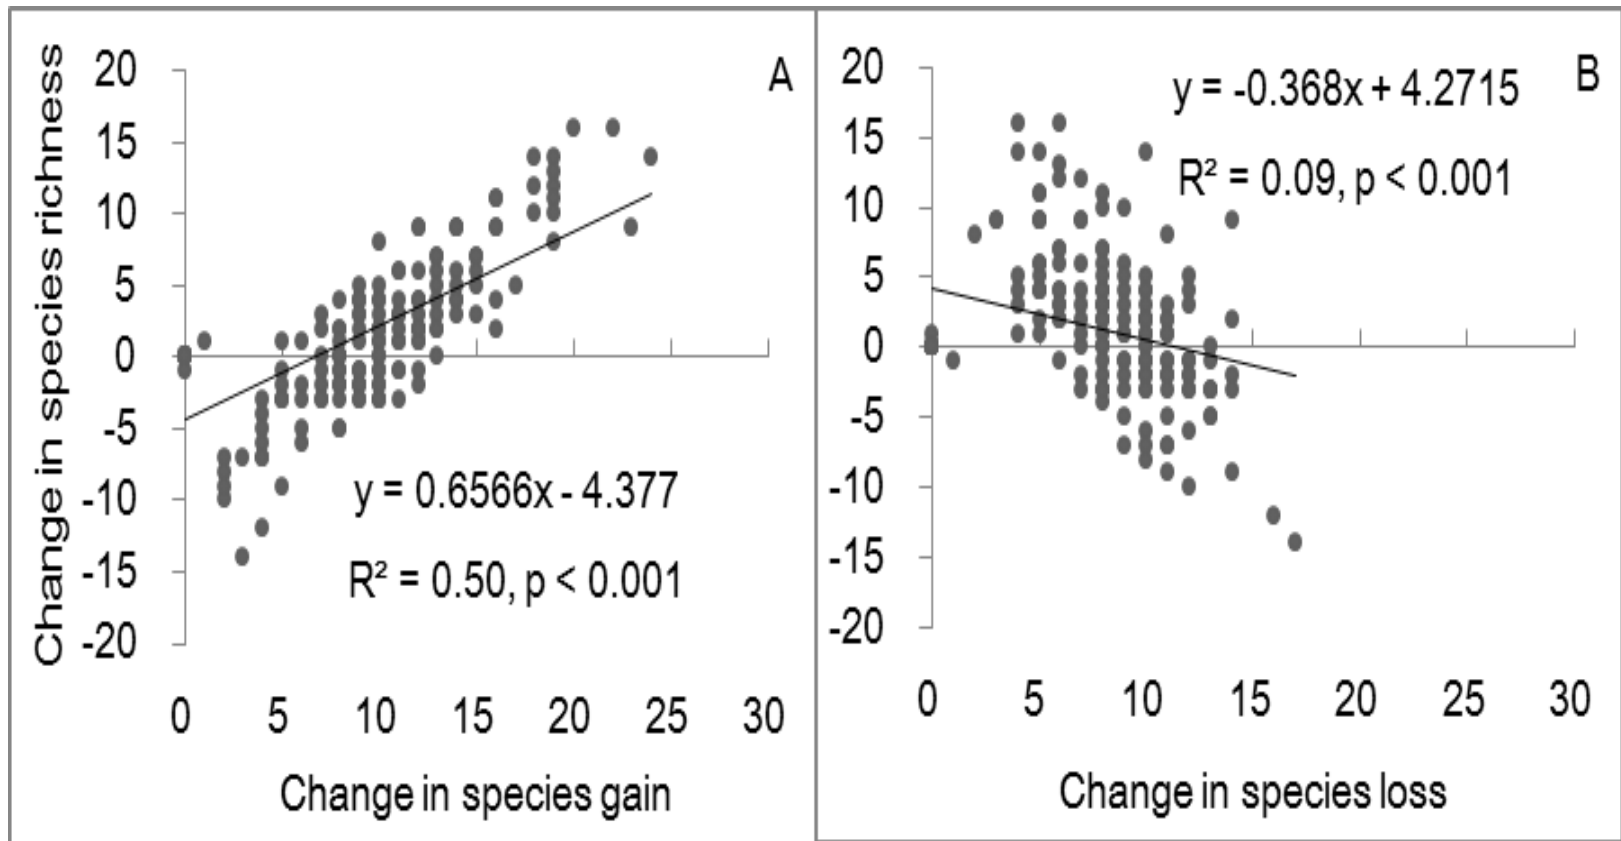 A
Change in species richness
20
15
10
5
0
-5
-10
-15
-20
y = 0.6566x - 4.377
R² = 0.50, p < 0.001
0 5 10 15 20 25 30
Change in species gain
B
20
15
10
5
0
-5
-10
-15
-20
y = -0.368x + 4.2715
R² = 0.09, p < 0.001
0 5 10 15 20 25 30
Change in species loss